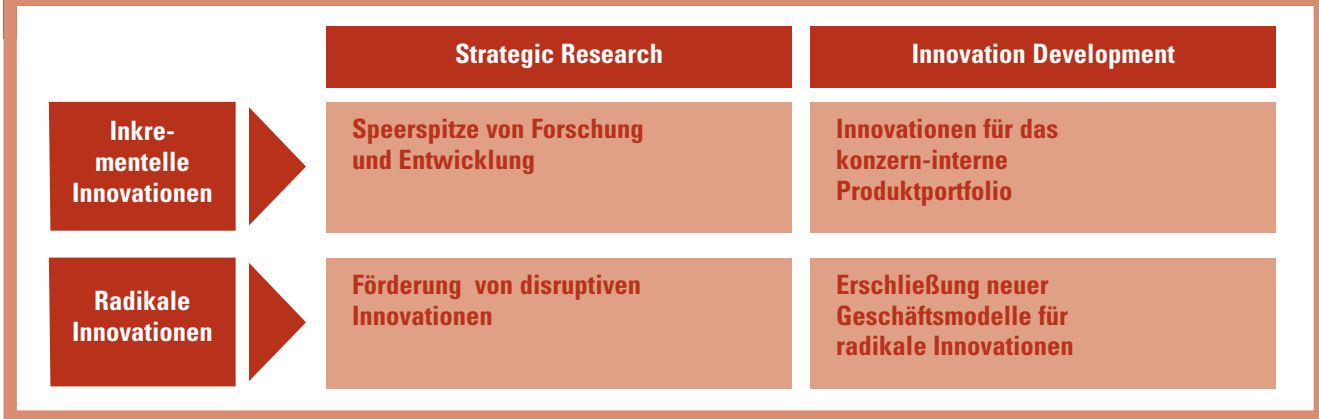 Strategic Research
Innovation Development
Inkre-
mentelle
Innovationen
Speerspitze von Forschung
und Entwicklung
Innovationen für das
konzern-interne
Produktportfolio
Radikale
Innovationen
Förderung  von disruptiven
Innovationen
Erschließung neuer
Geschäftsmodelle für
radikale Innovationen